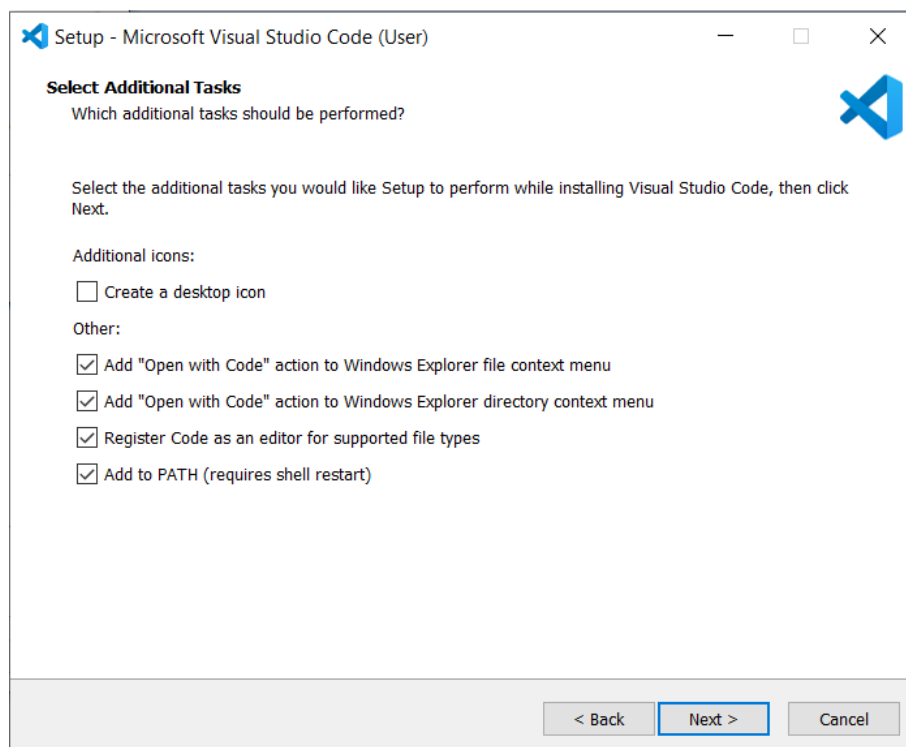 Setup - Microsoft Visual Studio Code (User)
Select Additional Tasks
Which additional tasks should be performed?
Select the additional tasks you would like Setup to perform while installing Visual Studio Code, then click
Next.
Additional icons:
Create a desktop icon
Other:
Add "Open with Code" action to Windows Explorer file context menu
Add "Open with Code" action to Windows Explorer directory context menu
Register Code as an editor for supported file types
Add to PATH (requires shell restart)
< Back
Next >
Cancel